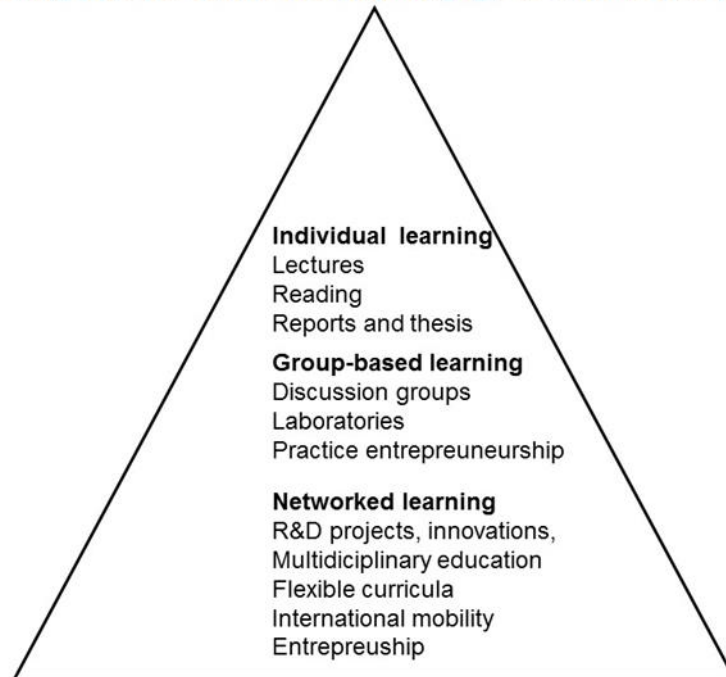 Individual learning
Lectures
Reading
Reports and thesis
Group-based learning
Discussion groups
Laboratories
Practice entrepreuneurship
Networked learning
R&D projects, innovations,
Multidiciplinary education
Flexible curricula
International mobility
Entrepreuship